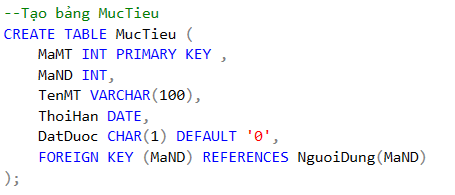 --Tạo bảng MucTieu
CREATE TABLE MucTieu (
    MaMT INT PRIMARY KEY ,
    MaND INT,
    TenMT VARCHAR(100),
    ThoiHan DATE,
    DatDuoc CHAR(1) DEFAULT '0',
    FOREIGN KEY (MaND) REFERENCES NguoiDung(MaND)
);